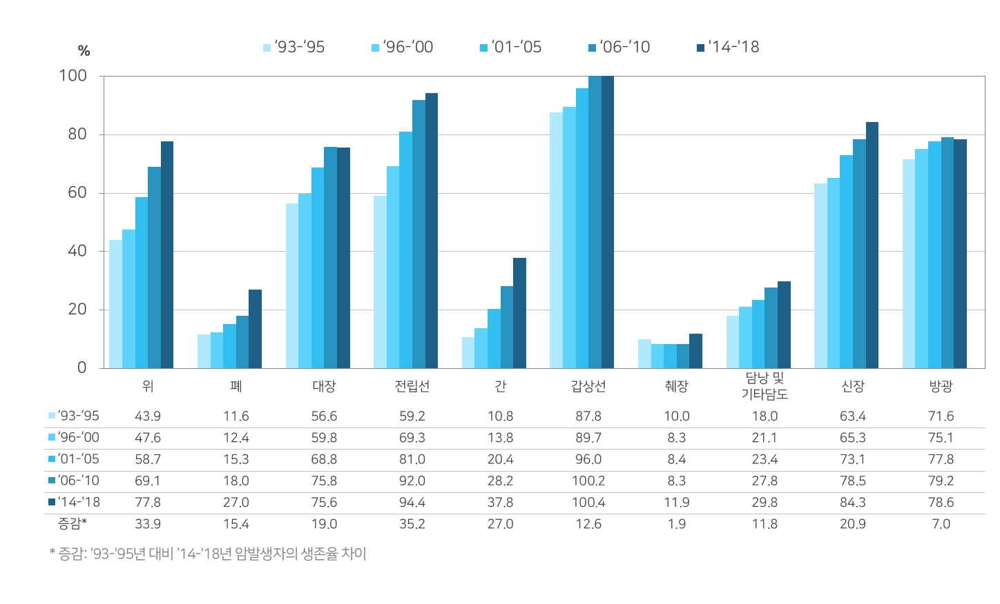 %
‘93-‘95 ‘96-‘00 ‘01-‘05 ‘06-‘10 '14-'18
100
80
60
40
20
0
위 폐 대장 전립선 간 갑상선 췌장 담낭 및 신장 방광
기타담도
‘93-‘95 43.9 11.6 56.6 59.2 10.8 87.8 10.0 18.0 63.4 71.6
‘96-‘00 47.6 12.4 59.8 69.3 13.8 89.7 8.3 21.1 65.3 75.1
‘01-‘05 58.7 15.3 68.8 81.0 20.4 96.0 8.4 23.4 73.1 77.8
‘06-‘10 69.1 18.0 75.8 92.0 28.2 100.2 8.3 27.8 78.5 79.2
'14-'18 77.8 27.0 75.6 94.4 37.8 100.4 11.9 29.8 84.3 78.6
증감* 33.9 15.4 19.0 35.2 27.0 12.6 1.9 11.8 20.9 7.0
* 증감: '93-'95년 대비 ‘14-'18년 암발생자의 생존율 차이